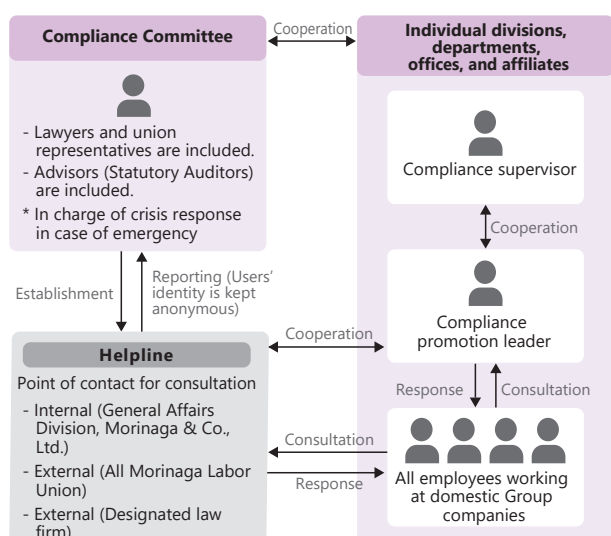 Compliance Committee
- Lawyers and union
representatives are included.
- Advisors (Statutory Auditors)
are included.
* In charge of crisis response
in case of emergency
Cooperation
Individual divisions,
departments,
offices, and affiliates
Compliance supervisor
Cooperation
Compliance
promotion leader
Establishment
Reporting (Users'
identity is kept
anonymous)
Cooperation
Helpline
Point of contact for consultation
- Internal (General Affairs
Division, Morinaga & Co.,
Ltd.)
- External (All Morinaga Labor
Union)
- External (Designated law
firm)
Response
Consultation
Consultation
Response
All employees working
at domestic Group
companies